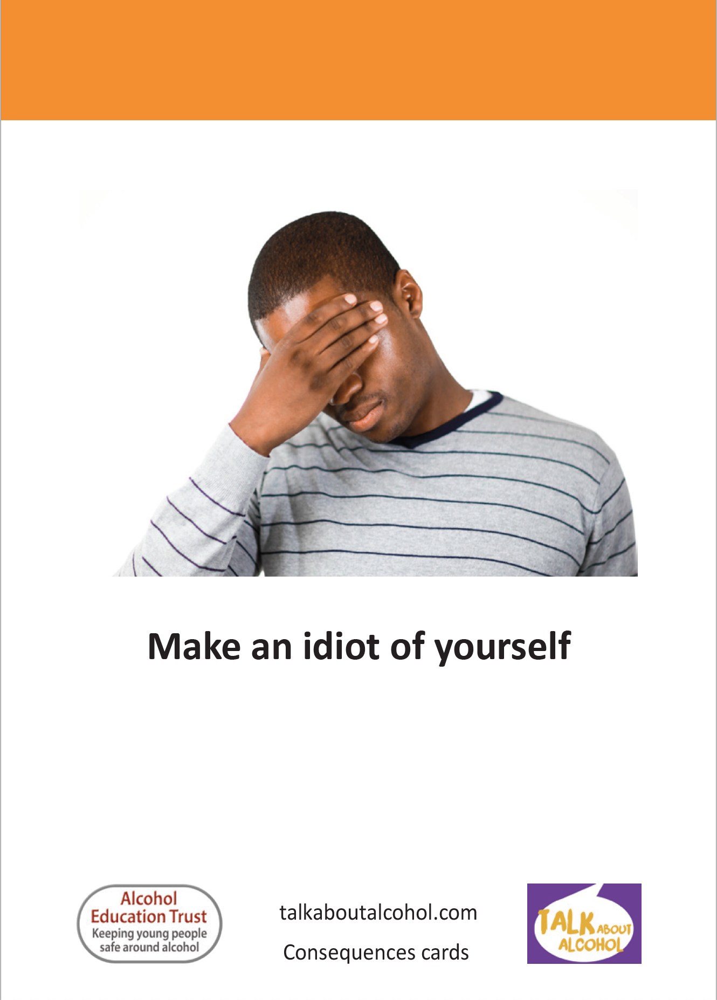 Make an idiot of yourself
Alcohol
Education Trust
Keeping young people
safe around alcohol
talkaboutalcohol.com
Consequences cards
TALK ABOUT
ALCOHOL